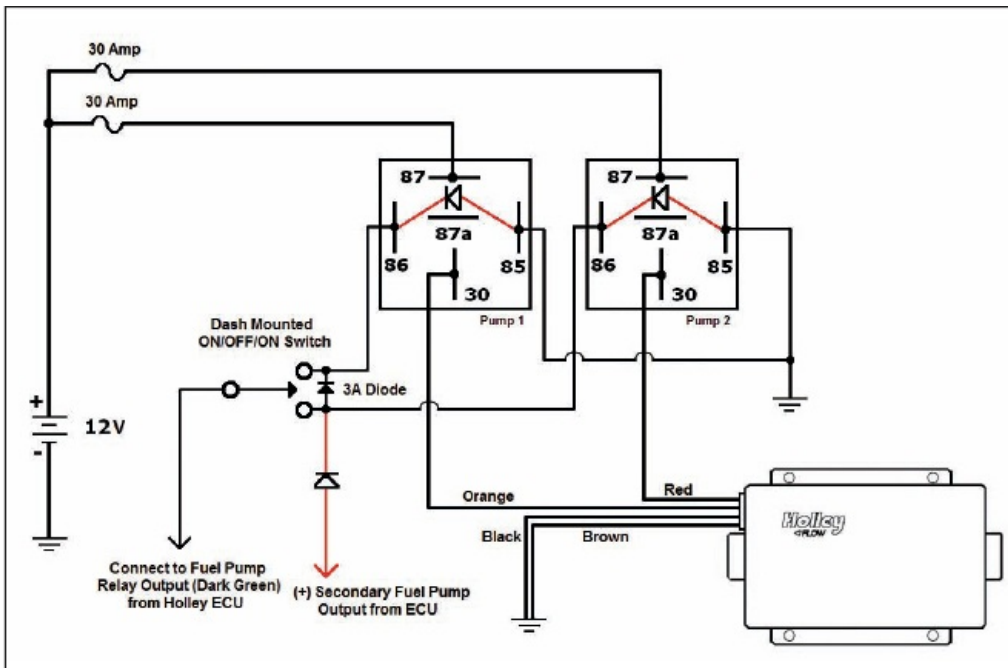 30 Amp
30 Amp
87
87a
86
85
30
Pump 1
87
87a
86
85
30
Pump 2
Dash Mounted
ON/OFF/ON Switch
3A Diode
+
12V
-
Orange
Red
Black
Brown
Holley
FLOW
Connect to Fuel Pump
Relay Output (Dark Green)
from Holley ECU
(+) Secondary Fuel Pump
Output from ECU